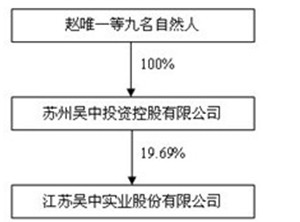 赵唯一等九名自然人
100%
苏州吴中投资控股有限公司
19.69%
江苏吴中实业股份有限公司